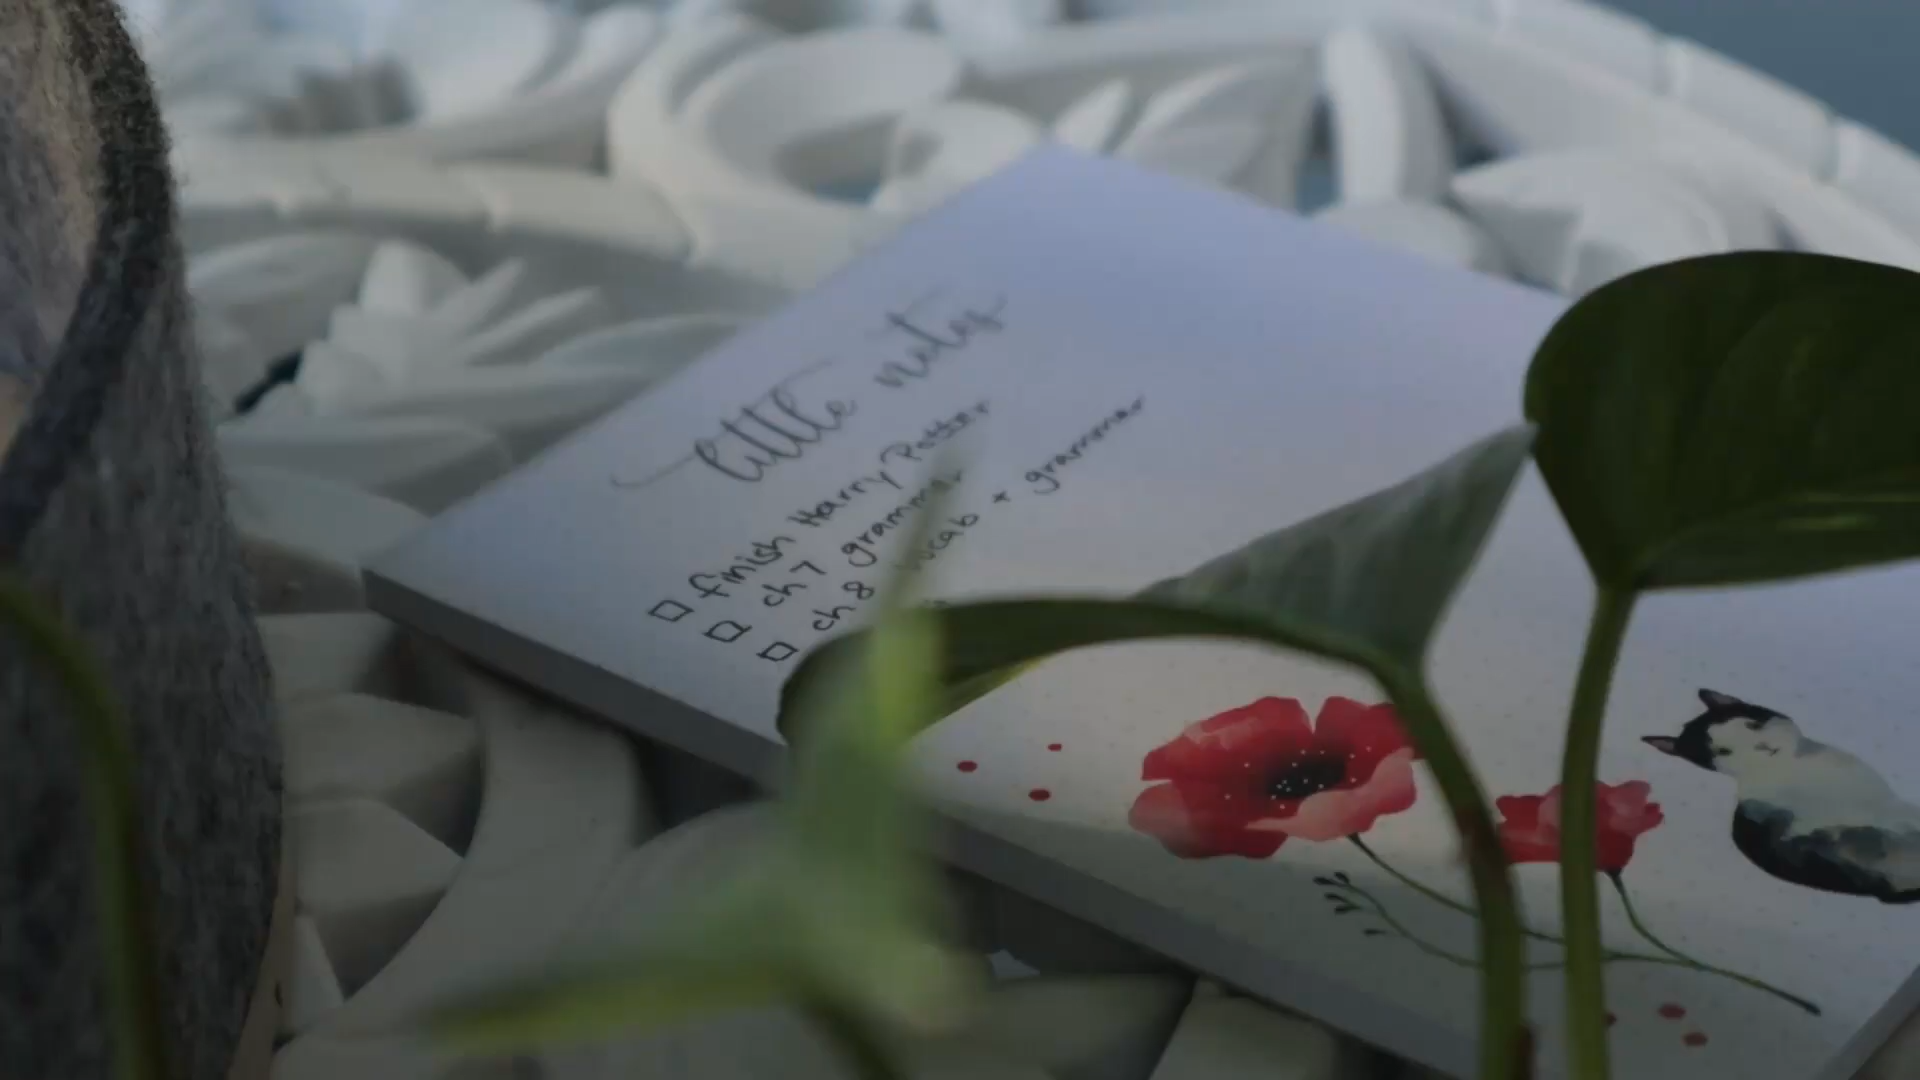 little notes
finish Harry Potter
ch 7 grammar
ch 8 vocab + grammar